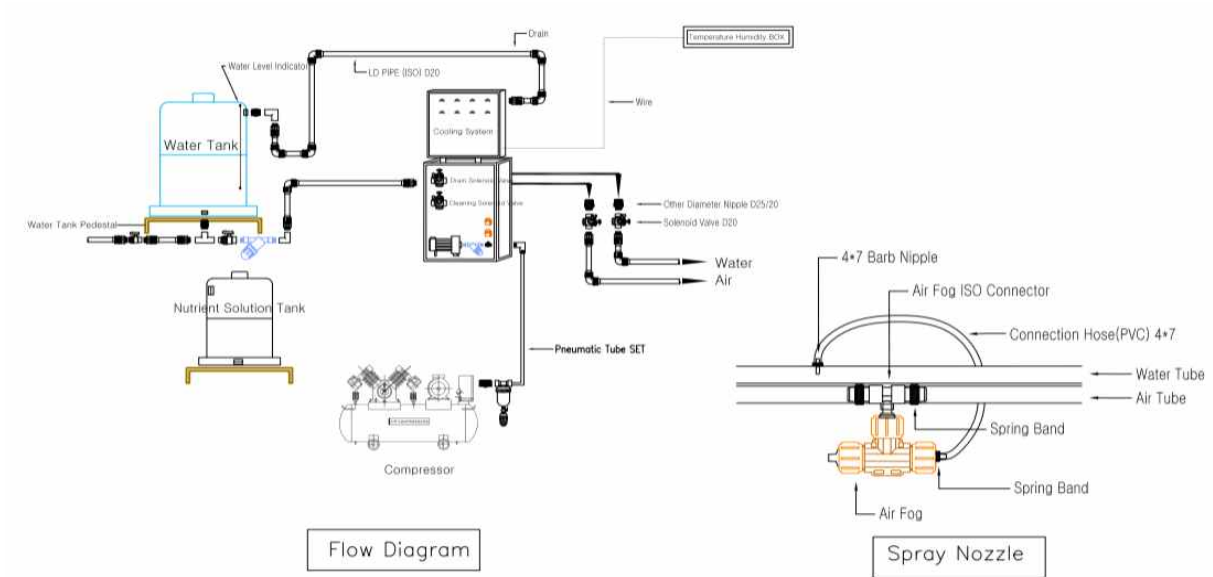 Drain
Temperature Humidity BOX
Water Level Indicator
LD PIPE (ISO) D20
Wire
Cooling System
Water Tank
Drain Solenoid Valve
Cleaning Solenoid Valve
Other Diameter Nipple D25/20
Solenoid Valve D20
Water Tank Pedestal
Water
Air
Nutrient Solution Tank
Pneumatic Tube SET
Compressor
Flow Diagram
4*7 Barb Nipple
Air Fog ISO Connector
Connection Hose(PVC) 4*7
Water Tube
Air Tube
Spring Band
Spring Band
Air Fog
Spray Nozzle